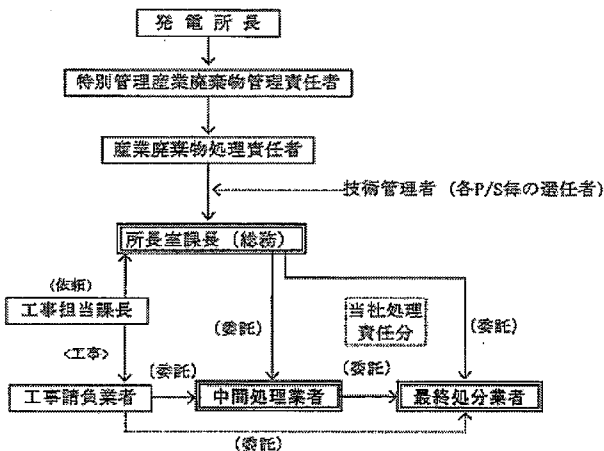 発電所長
特別管理産業廃棄物管理責任者
産業廃棄物処理責任者
技術管理者 (各P/S毎の選任者)
所長室課長 (総務)
(依頼)
工事担当課長
(委託)
当社処理
責任分
(委託)
<工事>
(委託)
(委託)
工事請負業者
中間処理業者
最終処分業者
(委託)